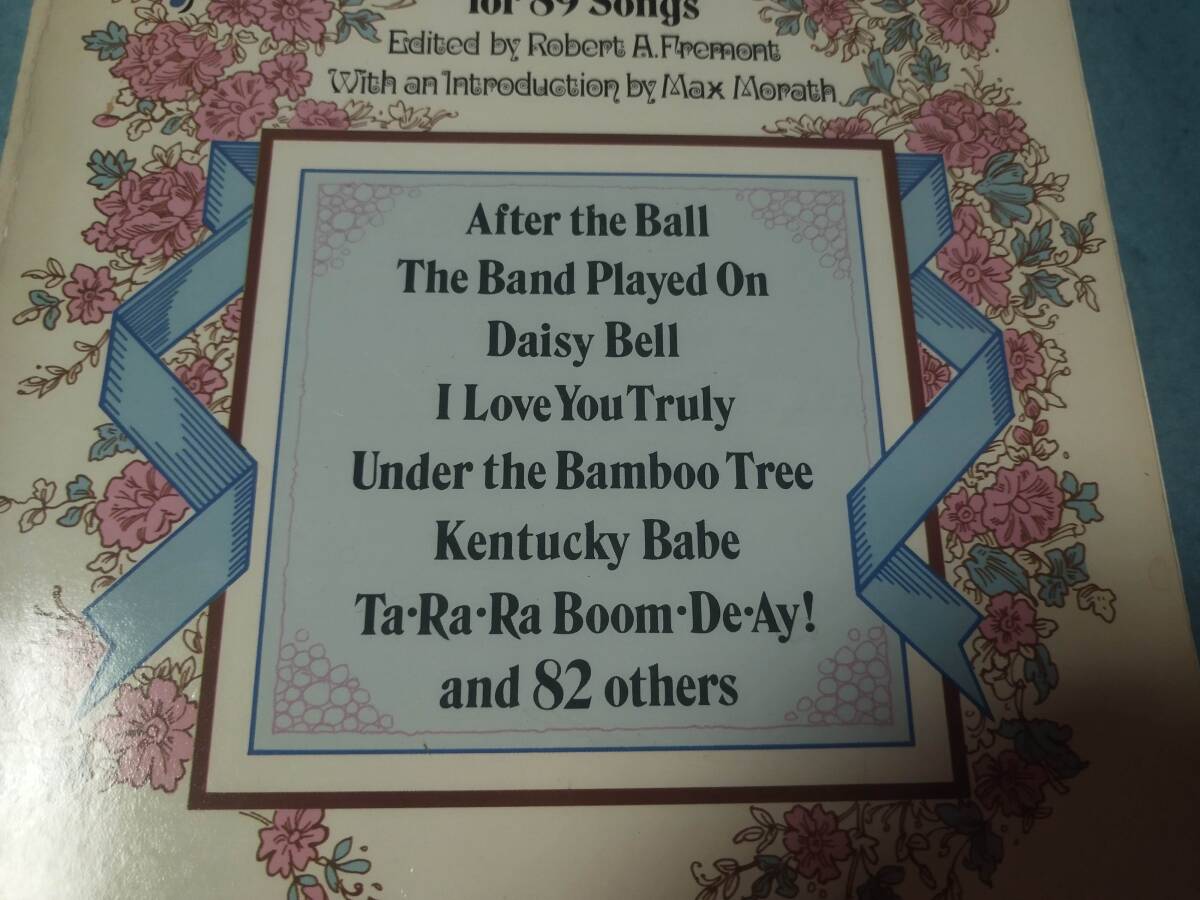 for 89 Songs
Edited by Robert A. Fremont
With an Introduction by Max Morath
After the Ball
The Band Played On
Daisy Bell
I Love You Truly
Under the Bamboo Tree
Kentucky Babe
Ta·Ra·Ra Boom·De·Ay!
and 82 others